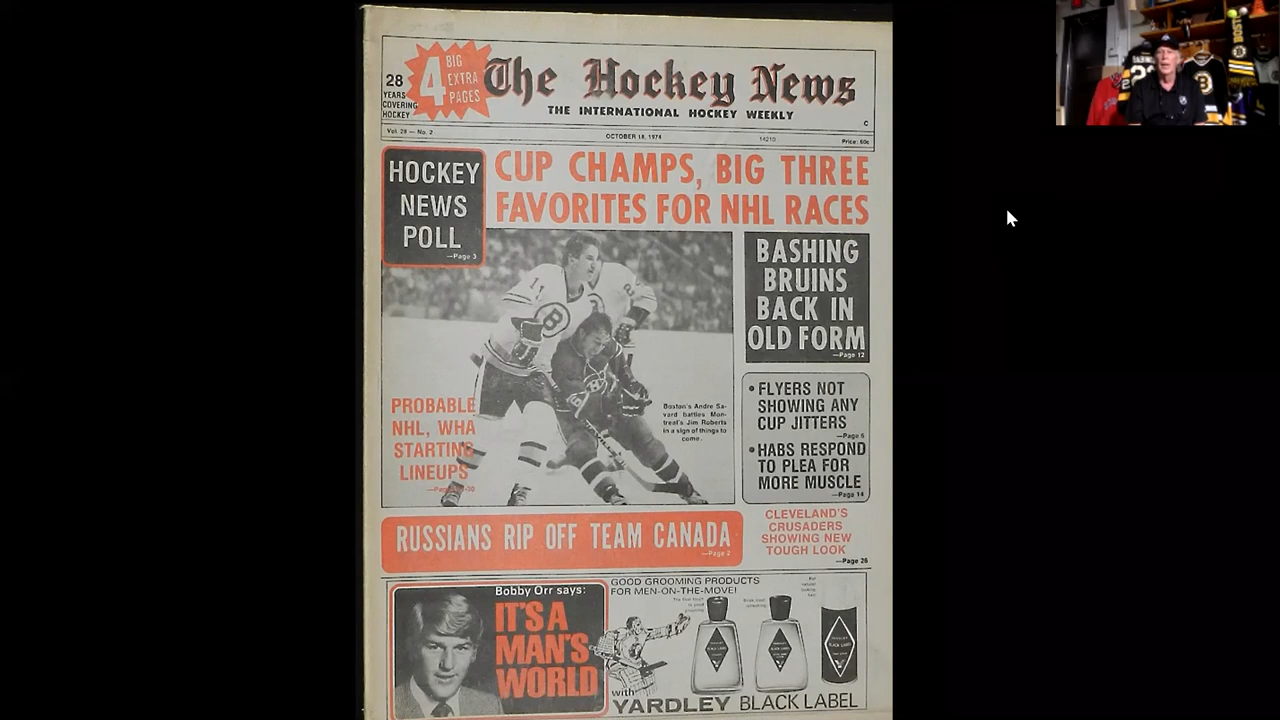 28
YEARS
COVERING
HOCKEY
4 BIG
EXTRA
PAGES
The Hockey News
THE INTERNATIONAL HOCKEY WEEKLY
C
Vol. 28 — No. 2
OCTOBER 18, 1974
14210
Price: 60c
HOCKEY
NEWS
POLL
—Page 3
CUP CHAMPS, BIG THREE
FAVORITES FOR NHL RACES
BASHING
BRUINS
BACK IN
OLD FORM
—Page 12
11
B
PROBABLE
NHL, WHA
STARTING
LINEUPS
Boston's Andre Sa-
vard battles Mon-
treal's Jim Roberts
in a sign of things to
come.
• FLYERS NOT
SHOWING ANY
CUP JITTERS
—Page 6
• HABS RESPOND
TO PLEA FOR
MORE MUSCLE
—Page 14
RUSSIANS RIP OFF TEAM CANADA
—Page 2
CLEVELAND'S
CRUSADERS
SHOWING NEW
TOUGH LOOK
—Page 26
Bobby Orr says:
IT'S A
MAN'S
WORLD
GOOD GROOMING PRODUCTS
FOR MEN-ON-THE-MOVE!
with
YARDLEY BLACK LABEL
BOST
B